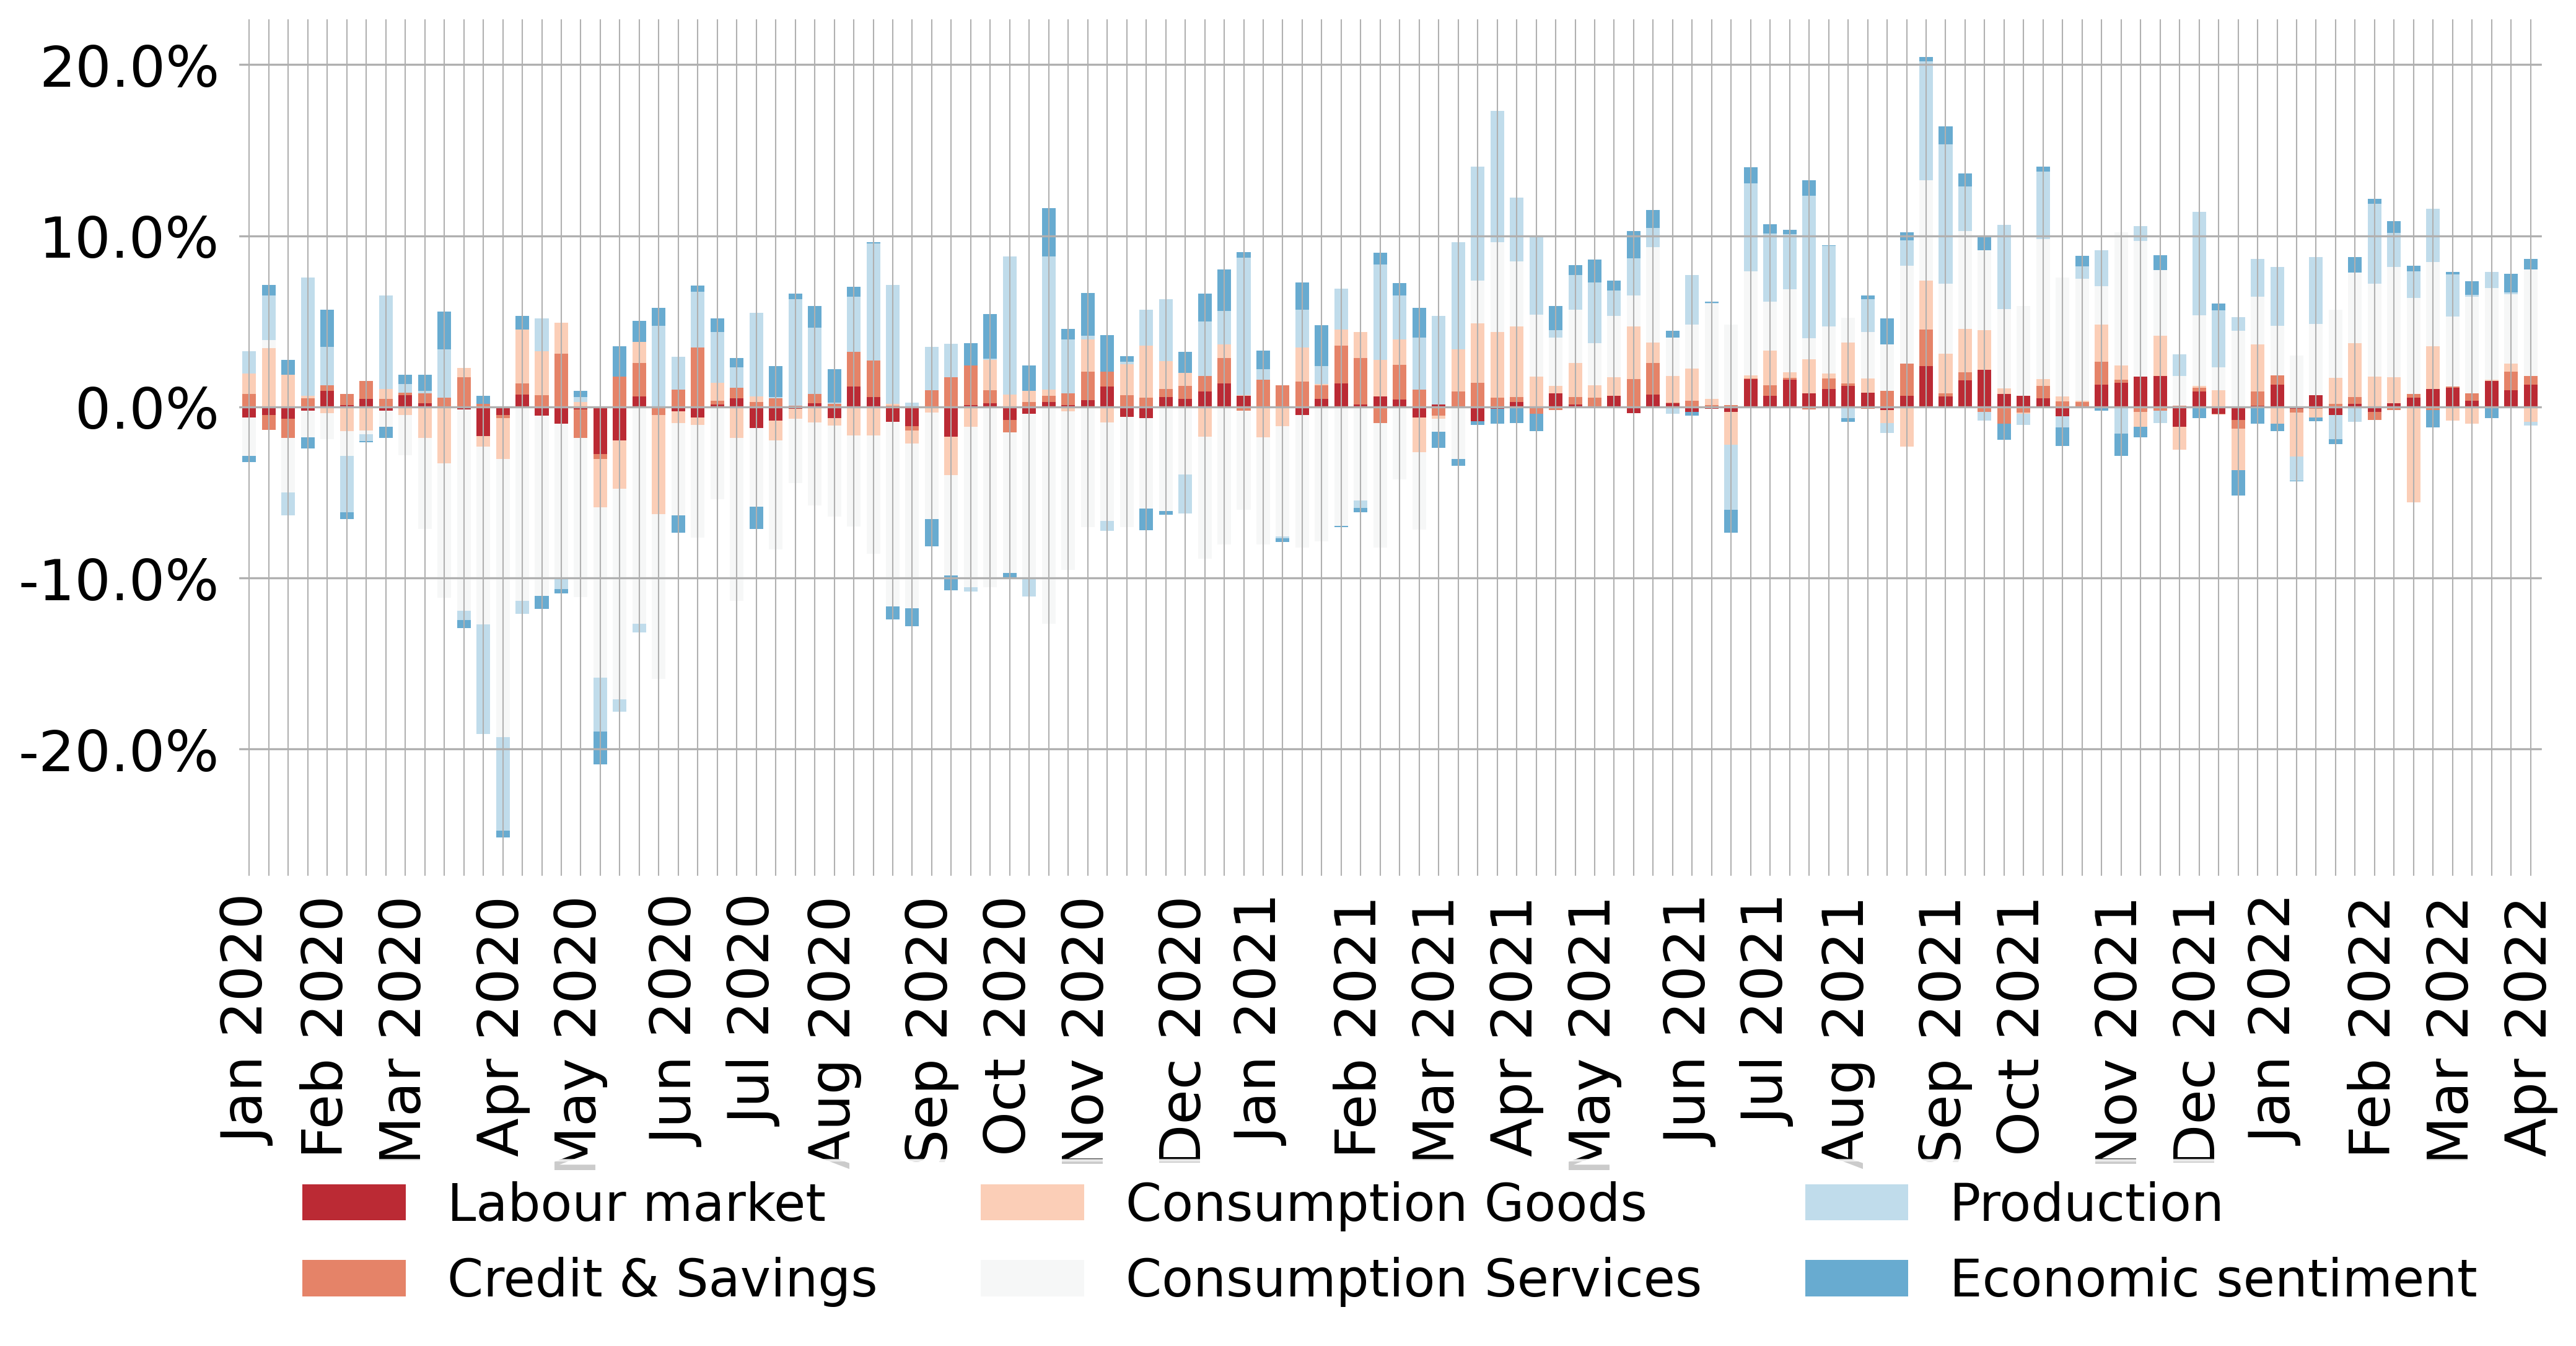 20.0%
10.0%
0.0%
-10.0%
-20.0%
Jan 2020
Feb 2020
Mar 2020
Apr 2020
May 2020
Jun 2020
Jul 2020
Aug 2020
Sep 2020
Oct 2020
Nov 2020
Dec 2020
Jan 2021
Feb 2021
Mar 2021
Apr 2021
May 2021
Jun 2021
Jul 2021
Aug 2021
Sep 2021
Oct 2021
Nov 2021
Dec 2021
Jan 2022
Feb 2022
Mar 2022
Apr 2022
Labour market
Credit & Savings
Consumption Goods
Consumption Services
Production
Economic sentiment